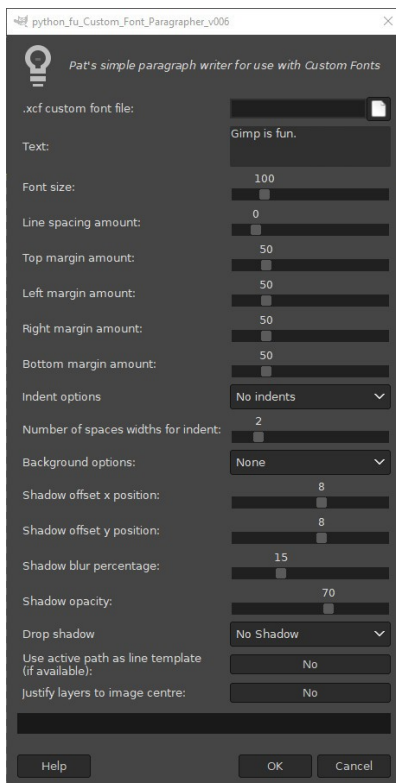 python_fu_Custom_Font_Paragrapher_v006
Pat's simple paragraph writer for use with Custom Fonts
.xcf custom font file:
Text:
Gimp is fun.
Font size:
100
Line spacing amount:
0
Top margin amount:
50
Left margin amount:
50
Right margin amount:
50
Bottom margin amount:
50
Indent options
No indents
Number of spaces widths for indent:
2
Background options:
None
Shadow offset x position:
8
Shadow offset y position:
8
Shadow blur percentage:
15
Shadow opacity:
70
Drop shadow
No Shadow
Use active path as line template
(if available):
No
Justify layers to image centre:
No
Help
OK
Cancel